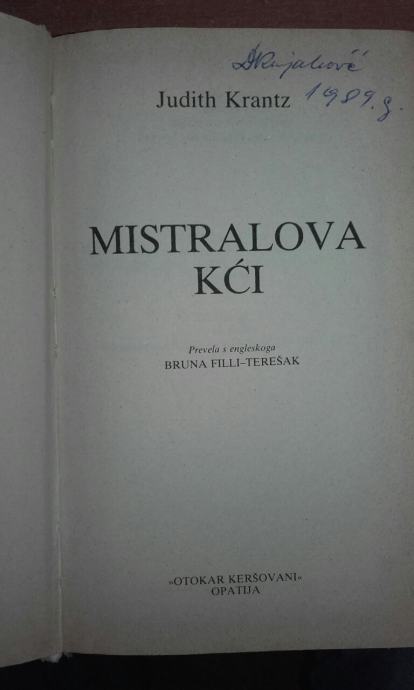 Judith Krantz
1989.g.
MISTRALOVA
KĆI
Prevela s engleskoga
BRUNA FILLI–TEREŠAK
»OTOKAR KERŠOVANI«
OPATIJA